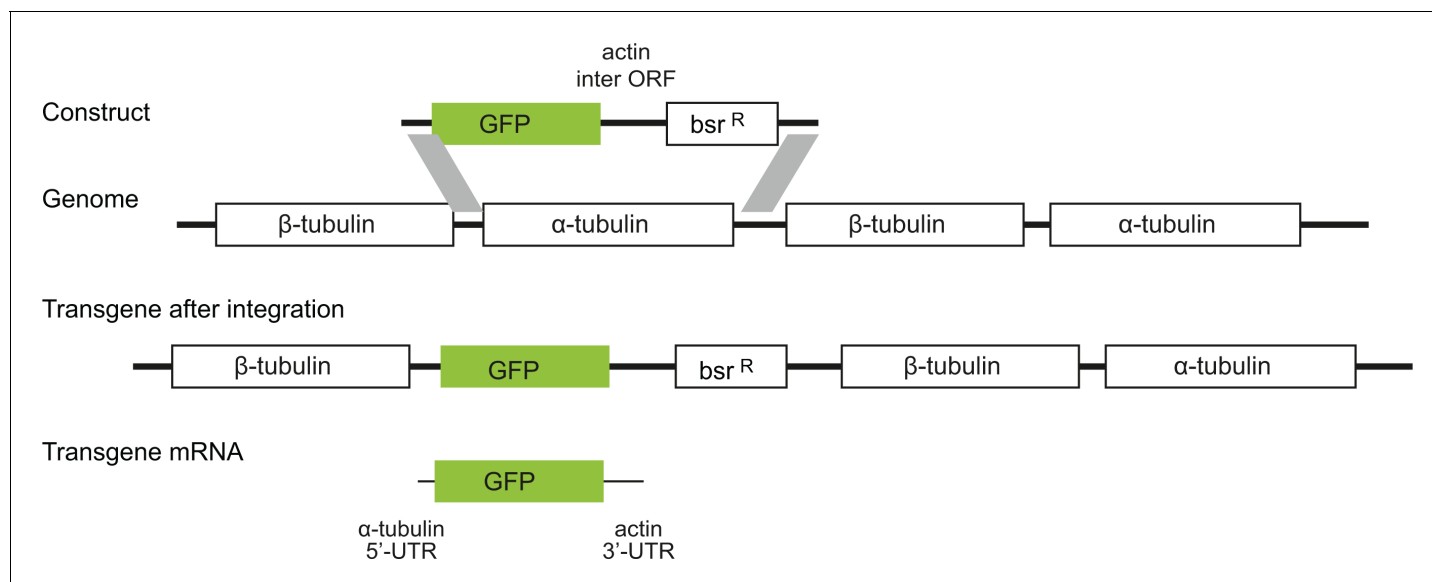 actin
inter ORF
Construct
GFP
bsr R
Genome
β-tubulin
α-tubulin
β-tubulin
α-tubulin
Transgene after integration
β-tubulin
GFP
bsr R
β-tubulin
α-tubulin
Transgene mRNA
GFP
α-tubulin
5’-UTR
actin
3’-UTR